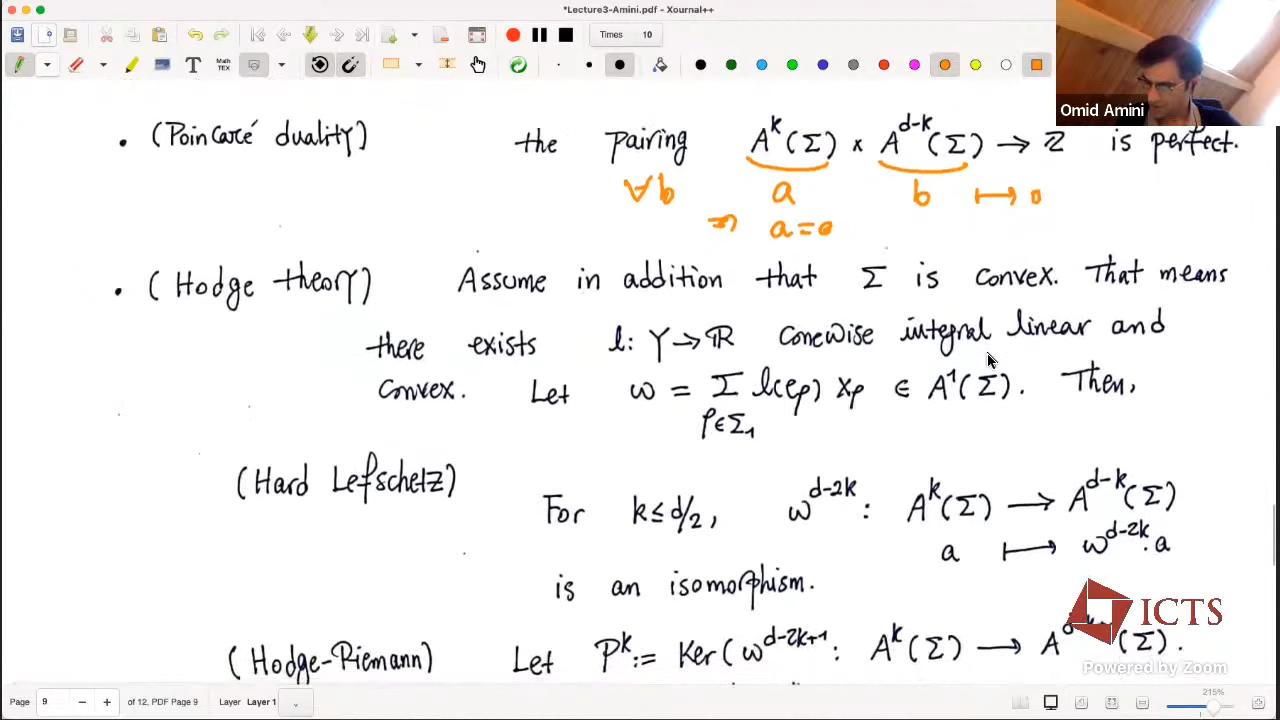 *Lecture3-Amini.pdf - Xournal++
Times 10
Math
TEX
Omid Amini
• (Poincaré duality) the pairing A^k(Σ) × A^{d-k}(Σ) → ℤ is perfect.
∀b a b ↦ 0
⇒ a=0
• (Hodge theory) Assume in addition that Σ is convex. That means
there exists l: Y → ℝ conewise integral linear and
convex. Let ω = Σ_{ρ∈Σ_1} l(e_ρ) x_ρ ∈ A^1(Σ). Then,
(Hard Lefschetz)
For k ≤ d/2, ω^{d-2k} : A^k(Σ) → A^{d-k}(Σ)
a ↦ ω^{d-2k}.a
is an isomorphism.
ICTS
(Hodge-Riemann) Let P^k := Ker(ω^{d-2k+1} : A^k(Σ) → A (Σ).
Powered by Zoom
Page 9 of 12, PDF Page 9 Layer Layer 1
215%